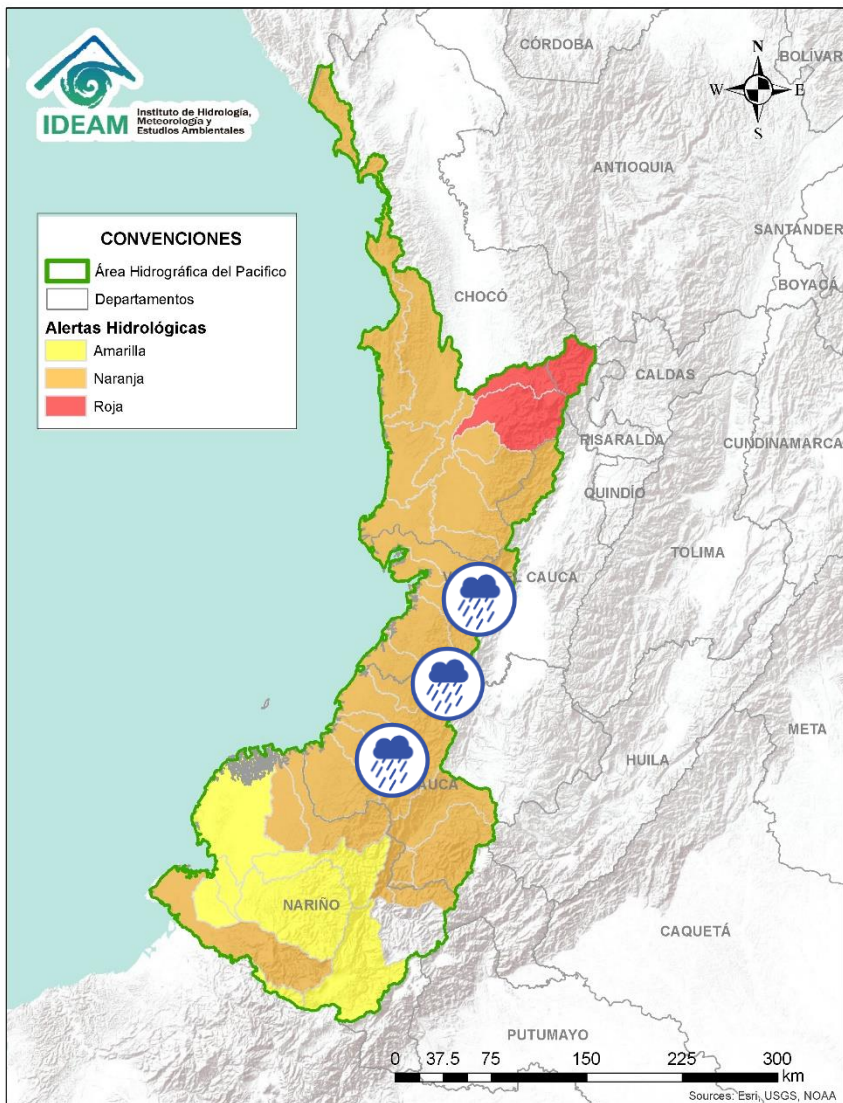 IDEAM
Instituto de Hidrología,
Meteorología y
Estudios Ambientales
CONVENCIONES
Área Hidrográfica del Pacifico
Departamentos
Alertas Hidrológicas
Amarilla
Naranja
Roja
N
W
E
S
CÓRDOBA
BOLÍVAR
ANTIOQUIA
SANTANDER
BOYACÁ
CHOCÓ
CALDAS
RISARALDA
CUNDINAMARCA
QUINDÍO
TOLIMA
EL CAUCA
META
HUILA
AUCA
NARIÑO
CAQUETÁ
PUTUMAYO
0 37.5 75 150 225 300
km
Sources: Esri, USGS, NOAA